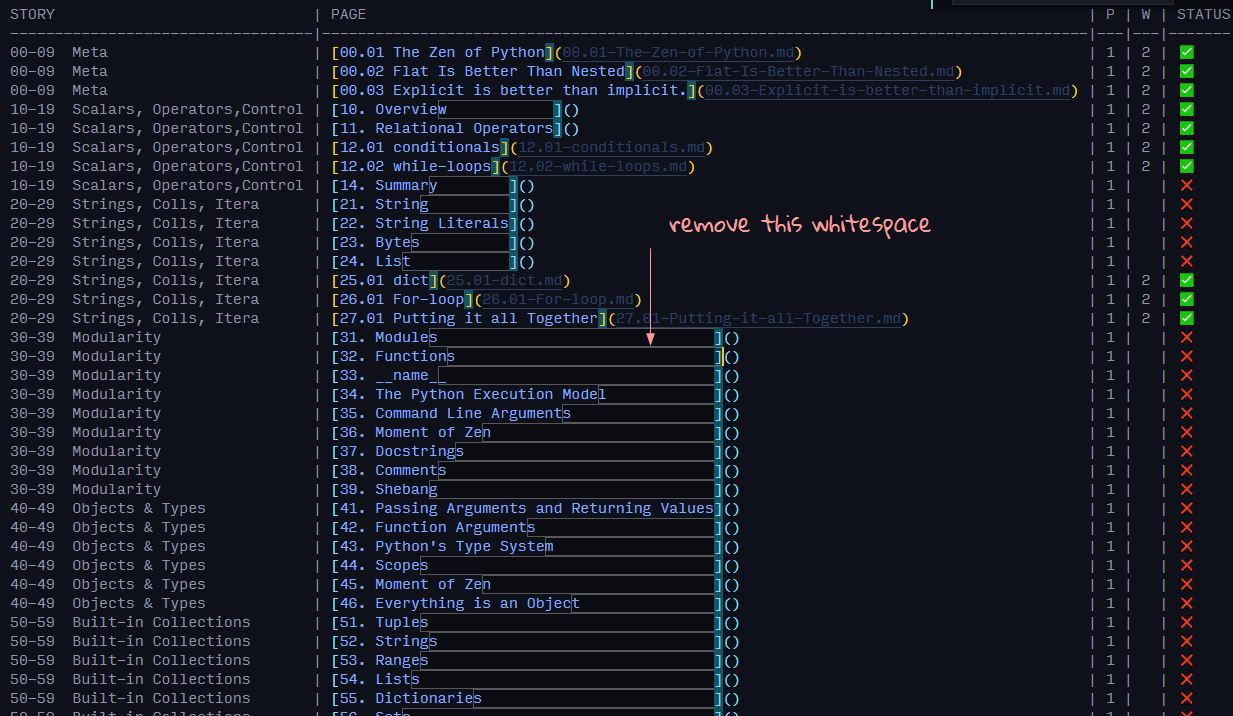 STORY | PAGE | P | W | STATUS
----------------------------------|--------------------------------------------------------------------------------------|---|---|-------
00-09 Meta | [00.01 The Zen of Python](00.01-The-Zen-of-Python.md) | 1 | 2 | ✅
00-09 Meta | [00.02 Flat Is Better Than Nested](00.02-Flat-Is-Better-Than-Nested.md) | 1 | 2 | ✅
00-09 Meta | [00.03 Explicit is better than implicit.](00.03-Explicit-is-better-than-implicit.md) | 1 | 2 | ✅
10-19 Scalars, Operators,Control | [10. Overview ]() | 1 | 2 | ✅
10-19 Scalars, Operators,Control | [11. Relational Operators]() | 1 | 2 | ✅
10-19 Scalars, Operators,Control | [12.01 conditionals](12.01-conditionals.md) | 1 | 2 | ✅
10-19 Scalars, Operators,Control | [12.02 while-loops](12.02-while-loops.md) | 1 | 2 | ✅
10-19 Scalars, Operators,Control | [14. Summary ]() | 1 | | ❌
20-29 Strings, Colls, Itera | [21. String ]() | 1 | | ❌
20-29 Strings, Colls, Itera | [22. String Literals]() | 1 | | ❌
remove this whitespace
20-29 Strings, Colls, Itera | [23. Bytes ]() | 1 | | ❌
20-29 Strings, Colls, Itera | [24. List ]() | 1 | | ❌
20-29 Strings, Colls, Itera | [25.01 dict](25.01-dict.md) | 1 | 2 | ✅
20-29 Strings, Colls, Itera | [26.01 For-loop](26.01-For-loop.md) | 1 | 2 | ✅
20-29 Strings, Colls, Itera | [27.01 Putting it all Together](27.01-Putting-it-all-Together.md) | 1 | 2 | ✅
30-39 Modularity | [31. Modules ]() | 1 | | ❌
30-39 Modularity | [32. Functions ]() | 1 | | ❌
30-39 Modularity | [33. __name__ ]() | 1 | | ❌
30-39 Modularity | [34. The Python Execution Model ]() | 1 | | ❌
30-39 Modularity | [35. Command Line Arguments ]() | 1 | | ❌
30-39 Modularity | [36. Moment of Zen ]() | 1 | | ❌
30-39 Modularity | [37. Docstrings ]() | 1 | | ❌
30-39 Modularity | [38. Comments ]() | 1 | | ❌
30-39 Modularity | [39. Shebang ]() | 1 | | ❌
40-49 Objects & Types | [41. Passing Arguments and Returning Values]() | 1 | | ❌
40-49 Objects & Types | [42. Function Arguments ]() | 1 | | ❌
40-49 Objects & Types | [43. Python's Type System ]() | 1 | | ❌
40-49 Objects & Types | [44. Scopes ]() | 1 | | ❌
40-49 Objects & Types | [45. Moment of Zen ]() | 1 | | ❌
40-49 Objects & Types | [46. Everything is an Object ]() | 1 | | ❌
50-59 Built-in Collections | [51. Tuples ]() | 1 | | ❌
50-59 Built-in Collections | [52. Strings ]() | 1 | | ❌
50-59 Built-in Collections | [53. Ranges ]() | 1 | | ❌
50-59 Built-in Collections | [54. Lists ]() | 1 | | ❌
50-59 Built-in Collections | [55. Dictionaries ]() | 1 | | ❌